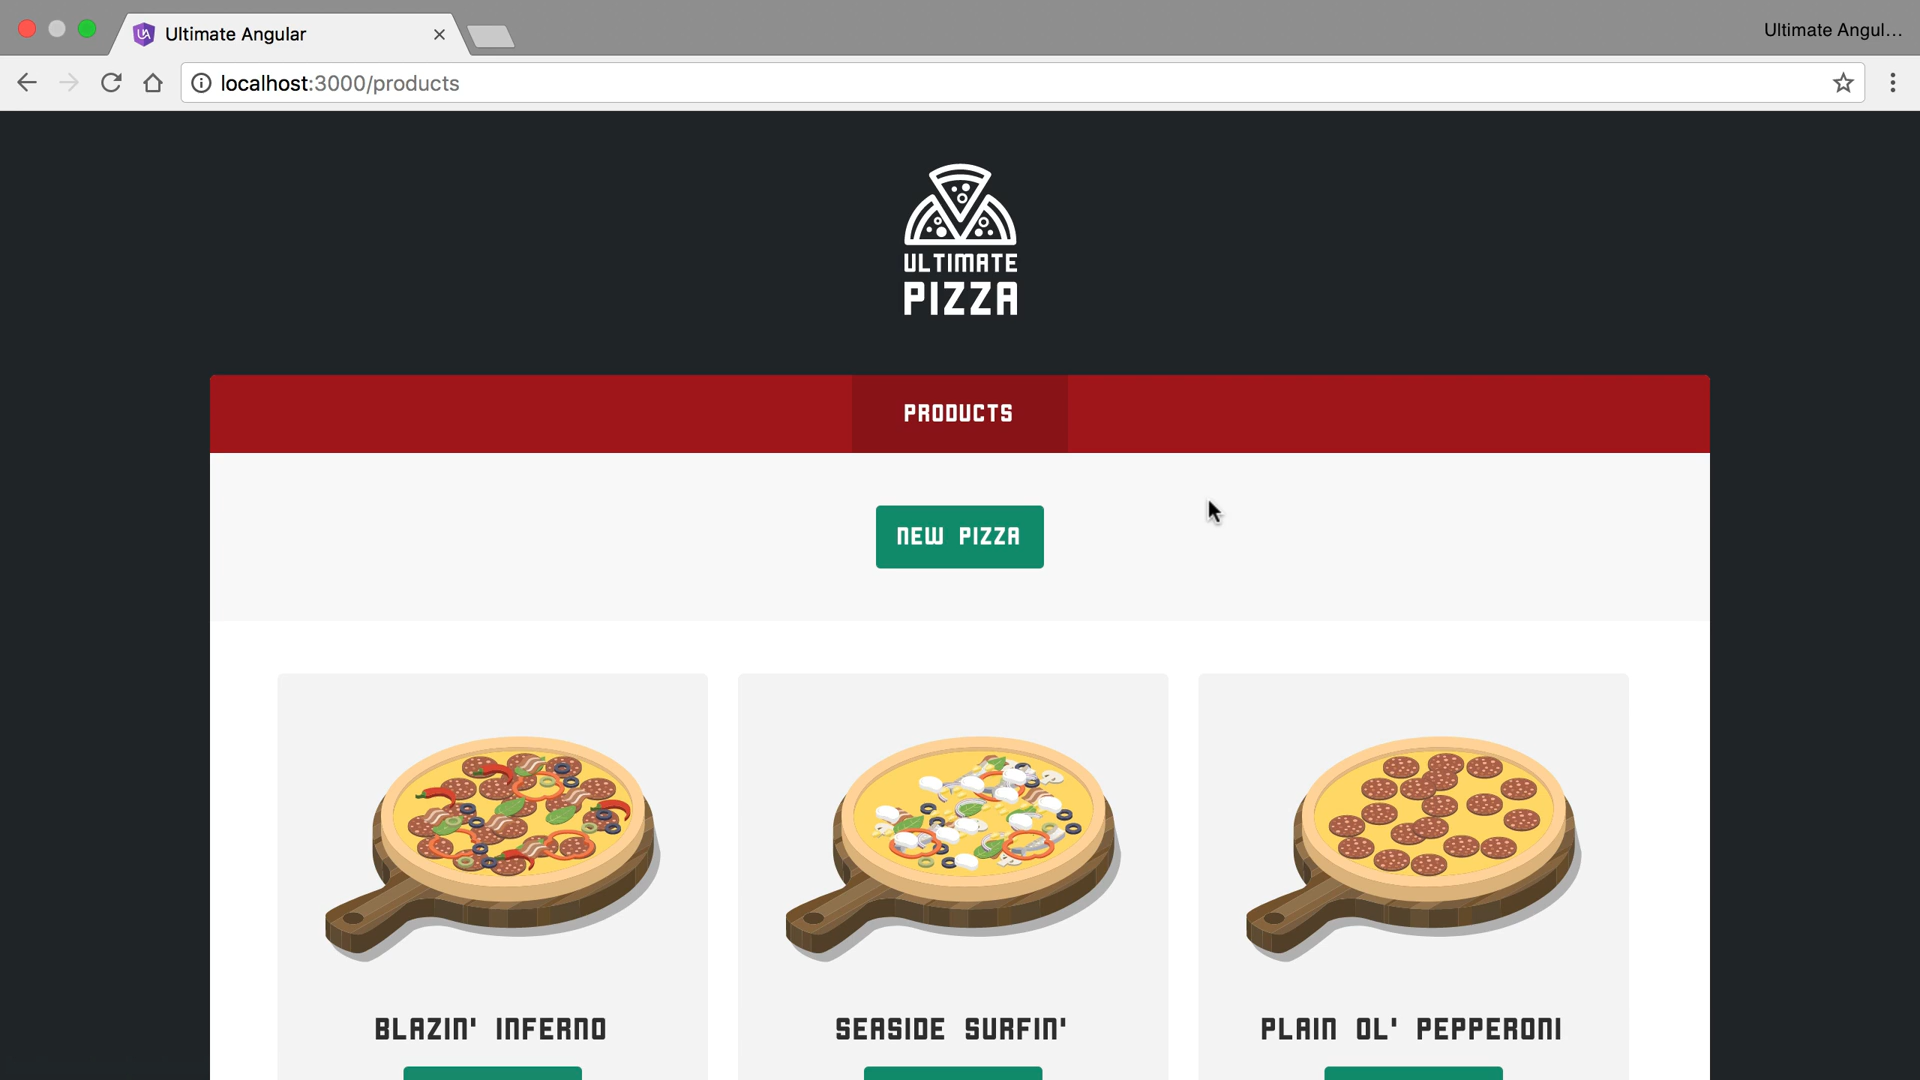 Ultimate Angular
Ultimate Angul...
localhost:3000/products
ULTIMATE
PIZZA
PRODUCTS
NEW PIZZA
BLAZIN' INFERNO
SEASIDE SURFIN'
PLAIN OL' PEPPERONI